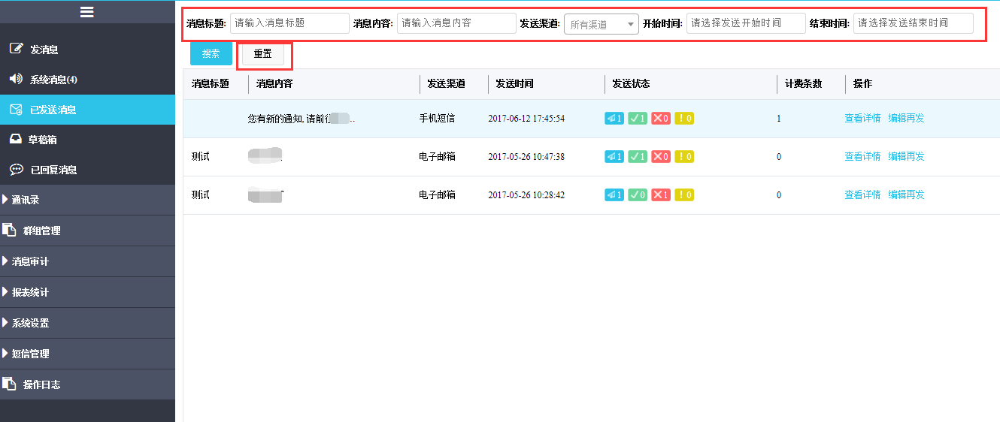 消息标题: 请输入消息标题 消息内容: 请输入消息内容 发送渠道: 所有渠道 开始时间: 请选择发送开始时间 结束时间: 请选择发送结束时间
搜索 重置
发消息
系统消息(4)
已发送消息
草稿箱
已回复消息
通讯录
群组管理
消息审计
报表统计
系统设置
短信管理
操作日志
消息标题 消息内容 发送渠道 发送时间 发送状态 计费条数 操作
您有新的通知, 请前往 .. 手机短信 2017-06-12 17:45:54 1 1 0 0 1 查看详情 编辑再发
测试 电子邮箱 2017-05-26 10:47:38 1 1 0 0 0 查看详情 编辑再发
测试 电子邮箱 2017-05-26 10:28:42 1 0 1 0 0 查看详情 编辑再发